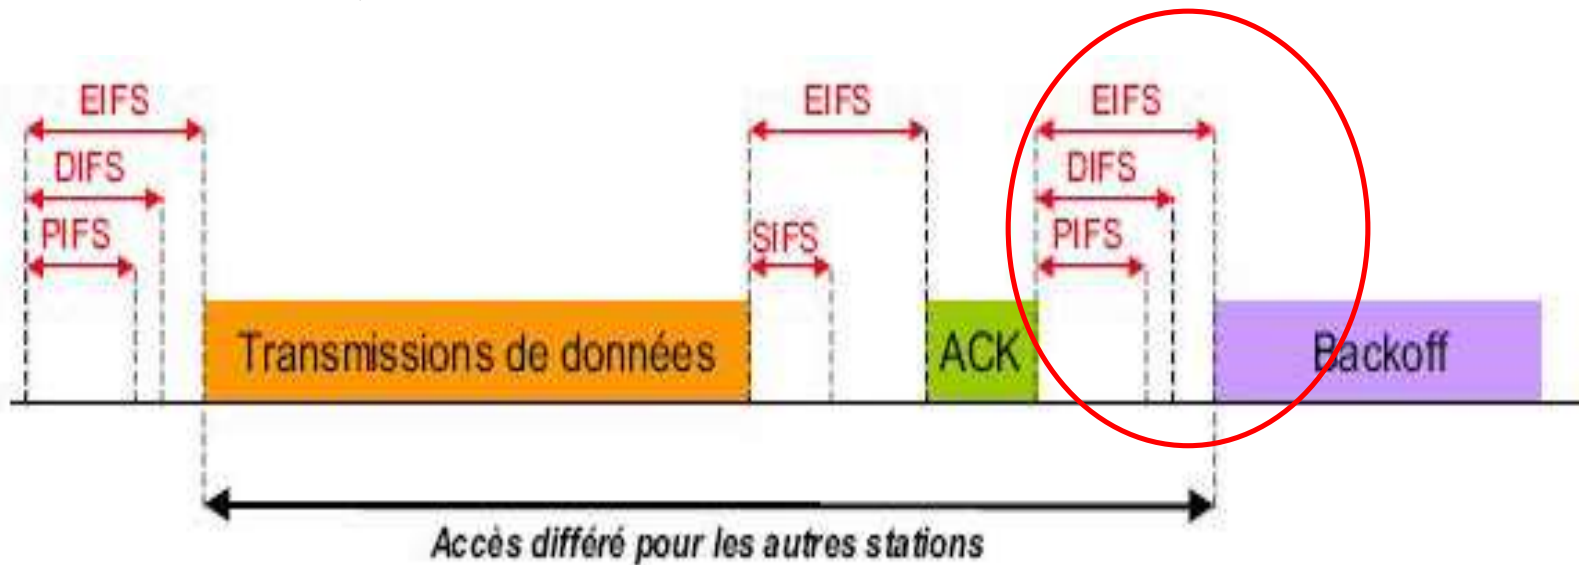 EIFS
EIFS
EIFS
DIFS
DIFS
PIFS
SIFS
PIFS
Transmissions de données
ACK
Backoff
Accès différé pour les autres stations